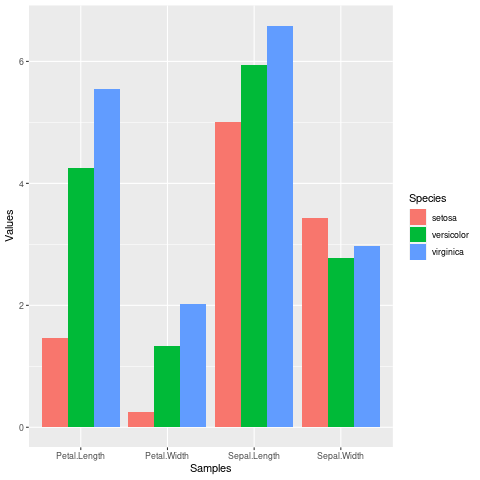 Values
6
4
2
0
Petal.Length Petal.Width Sepal.Length Sepal.Width
Samples
Species
setosa
versicolor
virginica